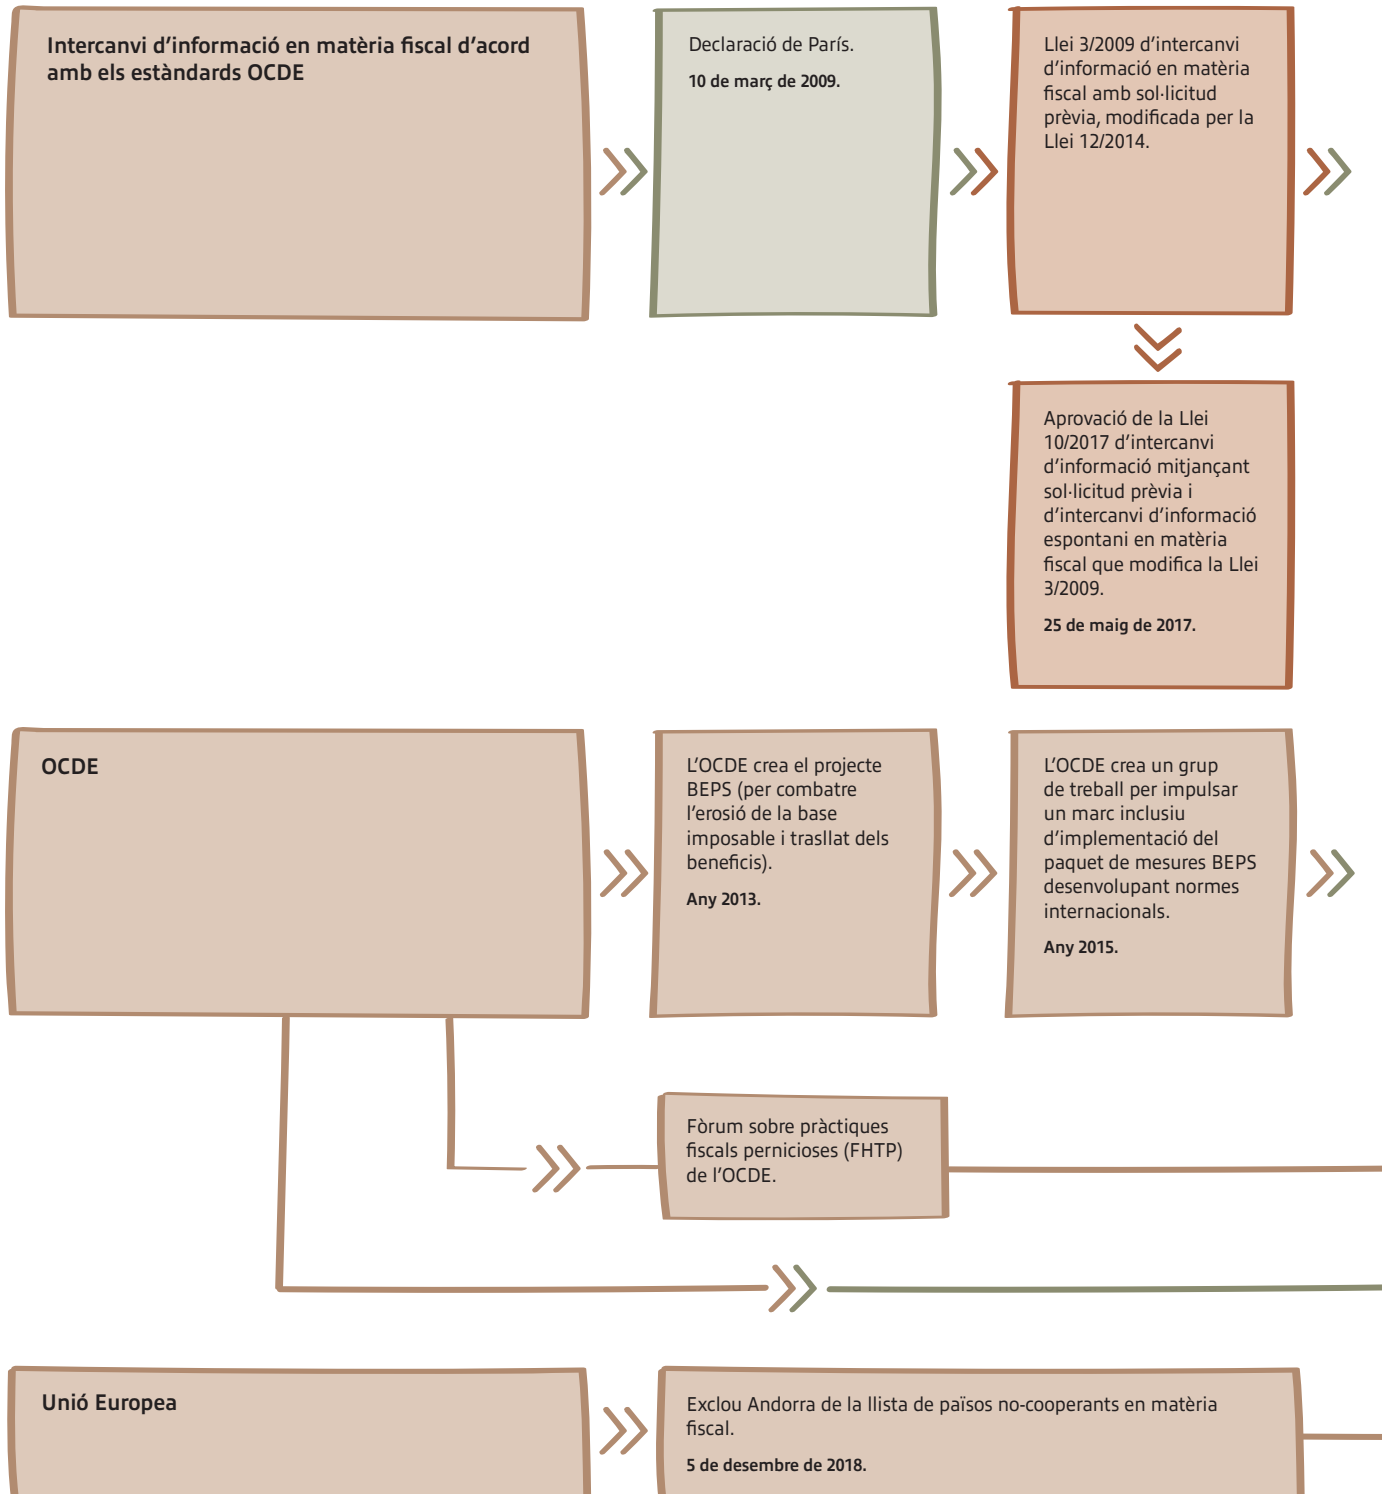 Intercanvi d'informació en matèria fiscal d'acord
amb els estàndards OCDE
Declaració de París.
10 de març de 2009.
Llei 3/2009 d'intercanvi
d'informació en matèria
fiscal amb sol·licitud
prèvia, modificada per la
Llei 12/2014.
Aprovació de la Llei
10/2017 d'intercanvi
d'informació mitjançant
sol·licitud prèvia i
d'intercanvi d'informació
espontani en matèria
fiscal que modifica la Llei
3/2009.
25 de maig de 2017.
OCDE
L'OCDE crea el projecte
BEPS (per combatre
l'erosió de la base
imposable i trasllat dels
beneficis).
Any 2013.
L'OCDE crea un grup
de treball per impulsar
un marc inclusiu
d'implementació del
paquet de mesures BEPS
desenvolupant normes
internacionals.
Any 2015.
Fòrum sobre pràctiques
fiscals pernicioses (FHTP)
de l'OCDE.
Unió Europea
Exclou Andorra de la llista de països no-cooperants en matèria
fiscal.
5 de desembre de 2018.